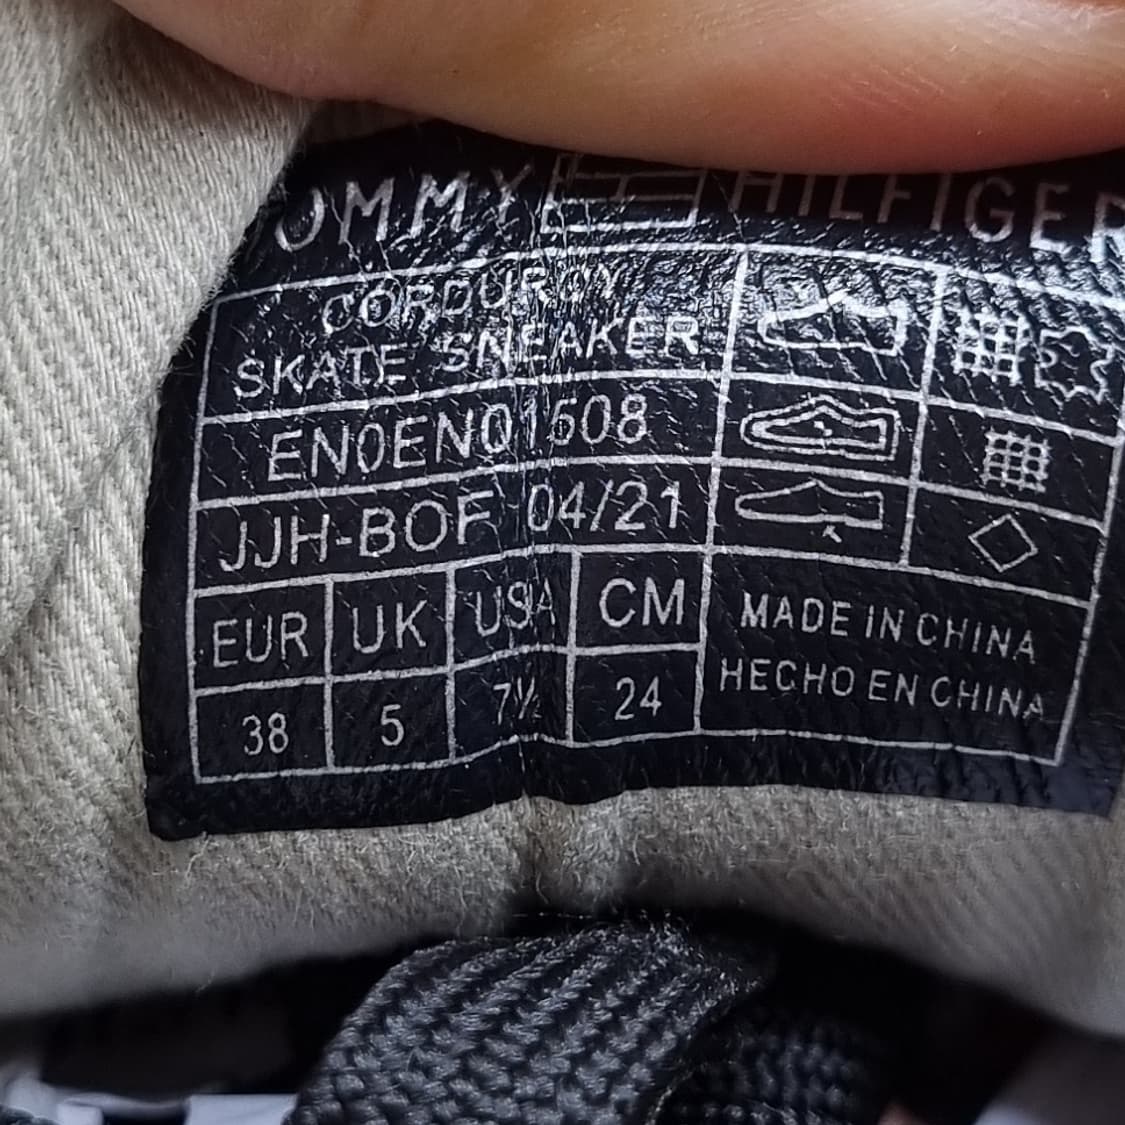 OMMY HILFIGER
CORDUROY
SKATE SNEAKER
EN0EN01508
JJH-BOF 04/21
EUR UK USA CM
38 5 7½ 24
MADE IN CHINA
HECHO EN CHINA